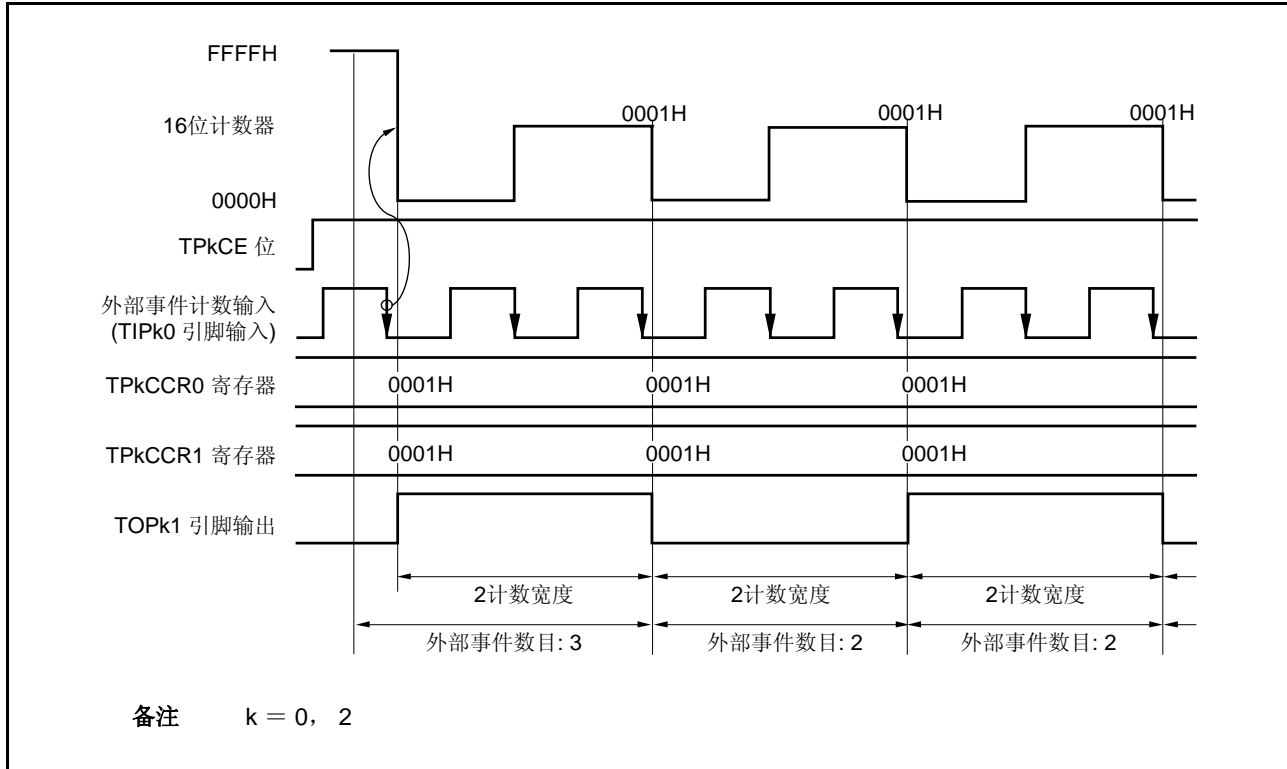 FFFFH
16位计数器
0001H 0001H 0001H
0000H
TPkCE 位
外部事件计数输入
(TIPk0 引脚输入)
TPkCCR0 寄存器 0001H 0001H 0001H
TPkCCR1 寄存器 0001H 0001H 0001H
TOPk1 引脚输出
2计数宽度 2计数宽度 2计数宽度
外部事件数目: 3 外部事件数目: 2 外部事件数目: 2
备注 k = 0, 2